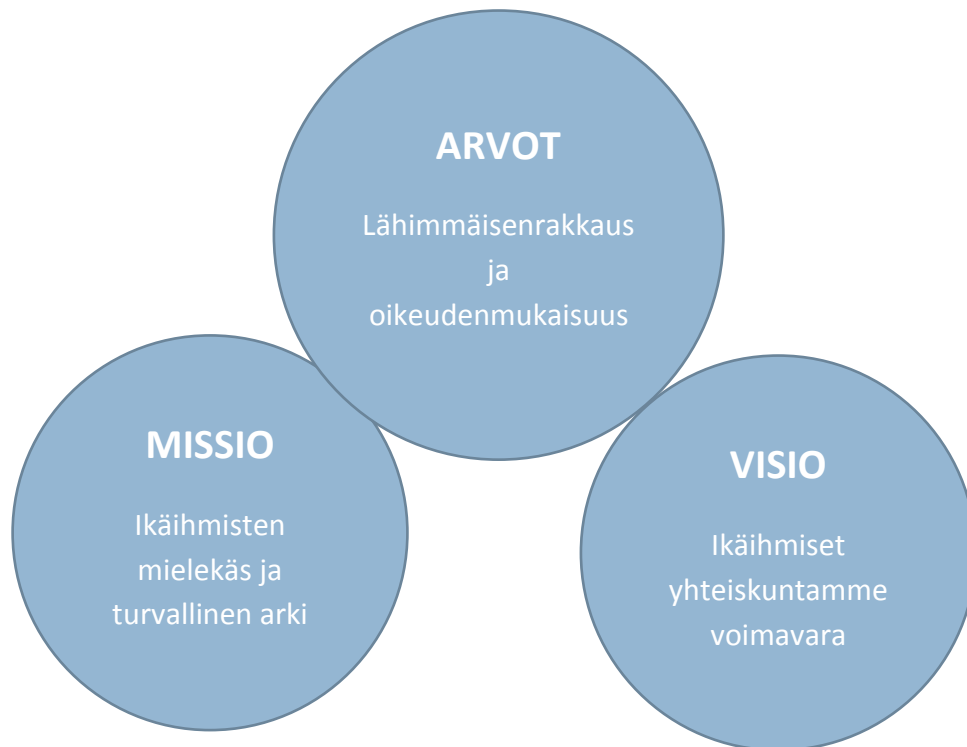 ARVOT
Lähimmäisenrakkaus
ja
oikeudenmukaisuus
MISSIO
Ikäihmisten
mielekäs ja
turvallinen arki
VISIO
Ikäihmiset
yhteiskuntamme
voimavara